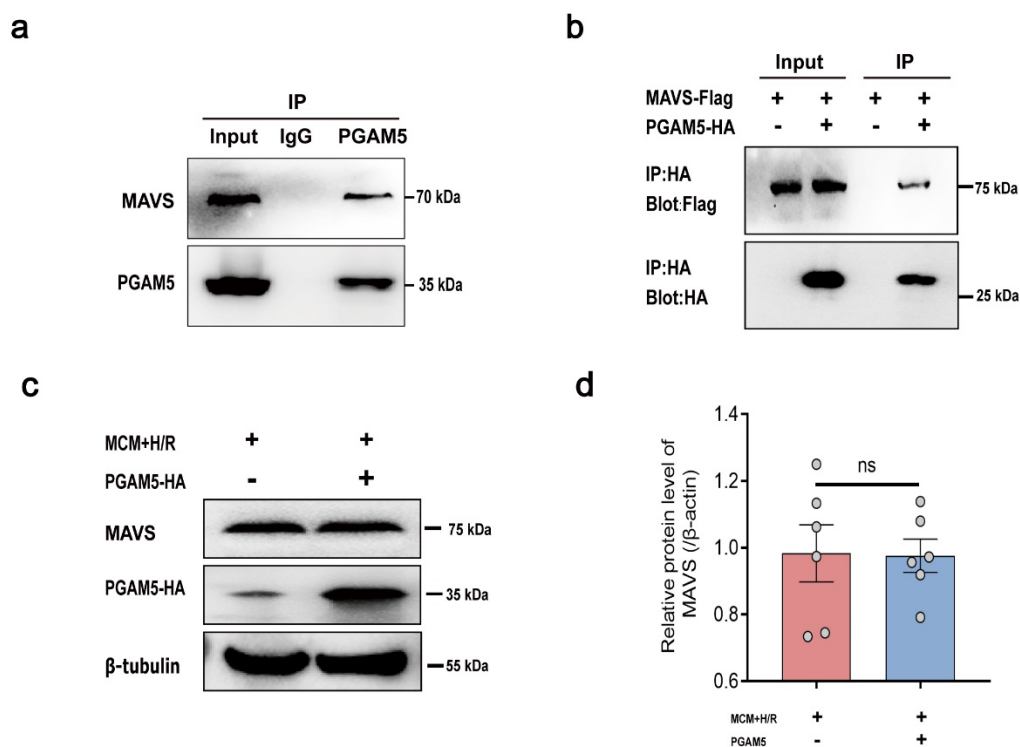 a
IP
Input IgG PGAM5
MAVS
70 kDa
PGAM5
35 kDa
b
Input IP
MAVS-Flag + + + +
PGAM5-HA - + - +
IP:HA
Blot:Flag
75 kDa
IP:HA
Blot:HA
25 kDa
c
MCM+H/R + +
PGAM5-HA - +
MAVS
75 kDa
PGAM5-HA
35 kDa
β-tubulin
55 kDa
d
Relative protein level of
MAVS (/β-actin)
1.4
1.2
1.0
0.8
0.6
ns
MCM+H/R + +
PGAM5 - +